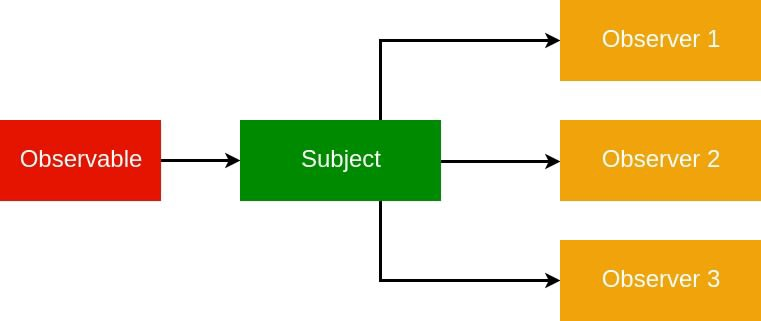 Observer 1
Observable
Subject
Observer 2
Observer 3